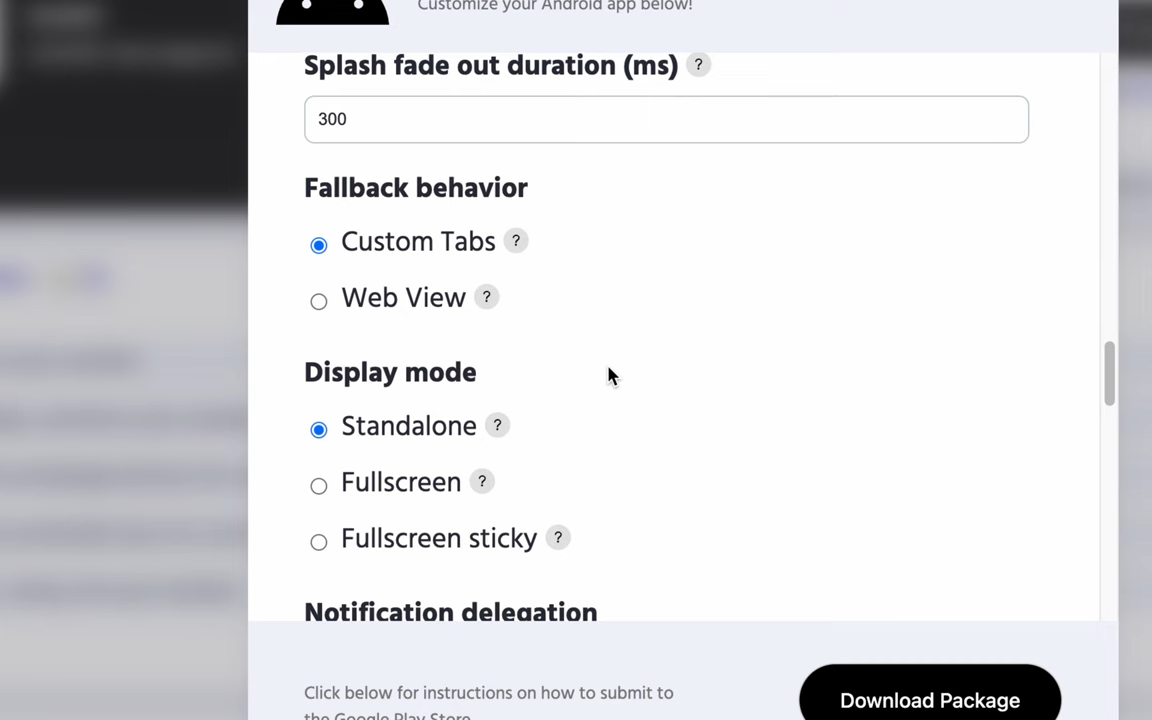 Customize your Android app below!
Splash fade out duration (ms) ?
300
Fallback behavior
Custom Tabs ?
Web View ?
Display mode
Standalone ?
Fullscreen ?
Fullscreen sticky ?
Notification delegation
Click below for instructions on how to submit to
the Google Play Store
Download Package